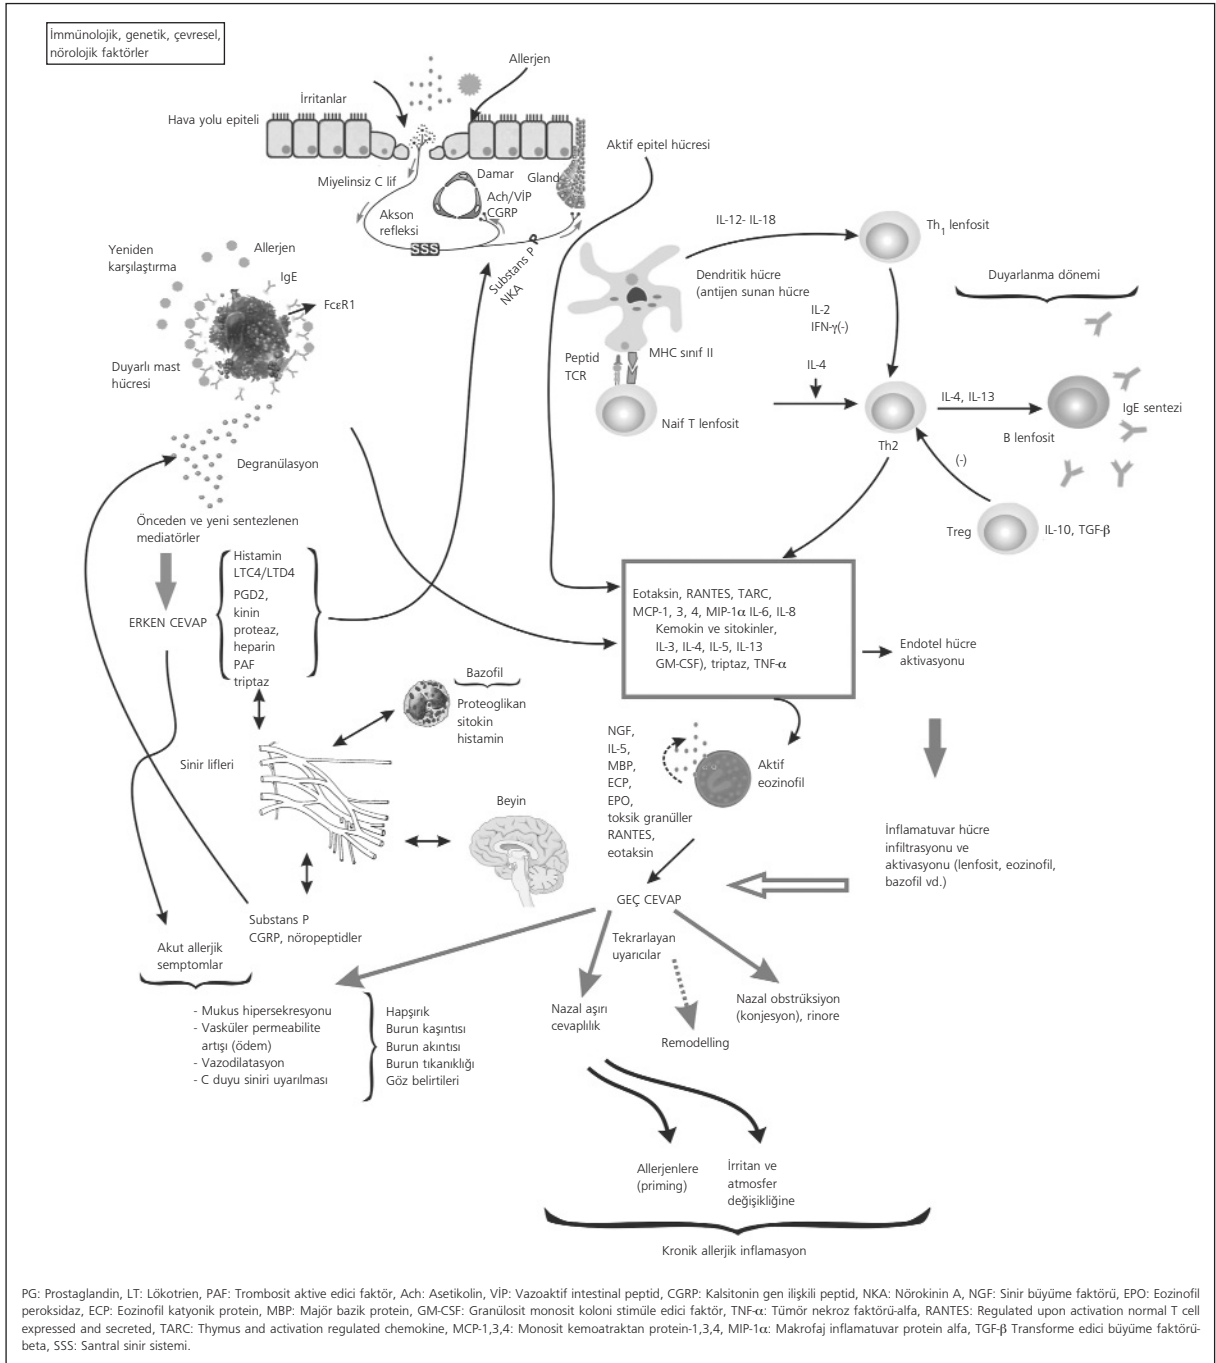 İmmünolojik, genetik, çevresel,
nörolojik faktörler
Allerjen
İrritanlar
Hava yolu epiteli
Aktif epitel hücresi
Miyelinsiz C lif
Damar
Gland
Ach/VİP
CGRP
Akson
refleksi
SSS
P
Substans P
NKA
IL-12- IL-18
Th1 lenfosit
Yeniden
karşılaştırma
Allerjen
IgE
FcεR1
Duyarlı mast
hücresi
Dendritik hücre
(antijen sunan hücre
Duyarlanma dönemi
IL-2
IFN-γ(-)
MHC sınıf II
Peptid
TCR
IL-4
Naif T lenfosit
IL-4, IL-13
IgE sentezi
B lenfosit
Th2
(-)
Treg
IL-10, TGF-β
Degranülasyon
Önceden ve yeni sentezlenen
mediatörler
ERKEN CEVAP
Histamin
LTC4/LTD4
PGD2,
kinin
proteaz,
heparin
PAF
triptaz
Eotaksin, RANTES, TARC,
MCP-1, 3, 4, MIP-1α IL-6, IL-8
Kemokin ve sitokinler,
IL-3, IL-4, IL-5, IL-13
GM-CSF), triptaz, TNF-α
Endotel hücre
aktivasyonu
Bazofil
Proteoglikan
sitokin
histamin
Sinir lifleri
Beyin
NGF,
IL-5,
MBP,
ECP,
EPO,
toksik granüller
RANTES,
eotaksin
Aktif
eozinofil
İnflamatuvar hücre
infiltrasyonu ve
aktivasyonu (lenfosit, eozinofil,
bazofil vd.)
GEÇ CEVAP
Substans P
CGRP, nöropeptidler
Akut allerjik
semptomlar
Tekrarlayan
uyarıcılar
- Mukus hipersekresyonu
- Vasküler permeabilite
artışı (ödem)
- Vazodilatasyon
- C duyu siniri uyarılması
Hapşırık
Burun kaşıntısı
Burun akıntısı
Burun tıkanıklığı
Göz belirtileri
Nazal aşırı
cevaplılık
Remodelling
Nazal obstrüksiyon
(konjesyon), rinore
Allerjenlere
(priming)
İrritan ve
atmosfer
değişikliğine
Kronik allerjik inflamasyon
PG: Prostaglandin, LT: Lökotrien, PAF: Trombosit aktive edici faktör, Ach: Asetikolin, VİP: Vazoaktif intestinal peptid, CGRP: Kalsitonin gen ilişkili peptid, NKA: Nörokinin A, NGF: Sinir büyüme faktörü, EPO: Eozinofil
peroksidaz, ECP: Eozinofil katyonik protein, MBP: Majör bazik protein, GM-CSF: Granülosit monosit koloni stimüle edici faktör, TNF-α: Tümör nekroz faktörü-alfa, RANTES: Regulated upon activation normal T cell
expressed and secreted, TARC: Thymus and activation regulated chemokine, MCP-1,3,4: Monosit kemoatraktan protein-1,3,4, MIP-1α: Makrofaj inflamatuvar protein alfa, TGF-β Transforme edici büyüme faktörü-
beta, SSS: Santral sinir sistemi.